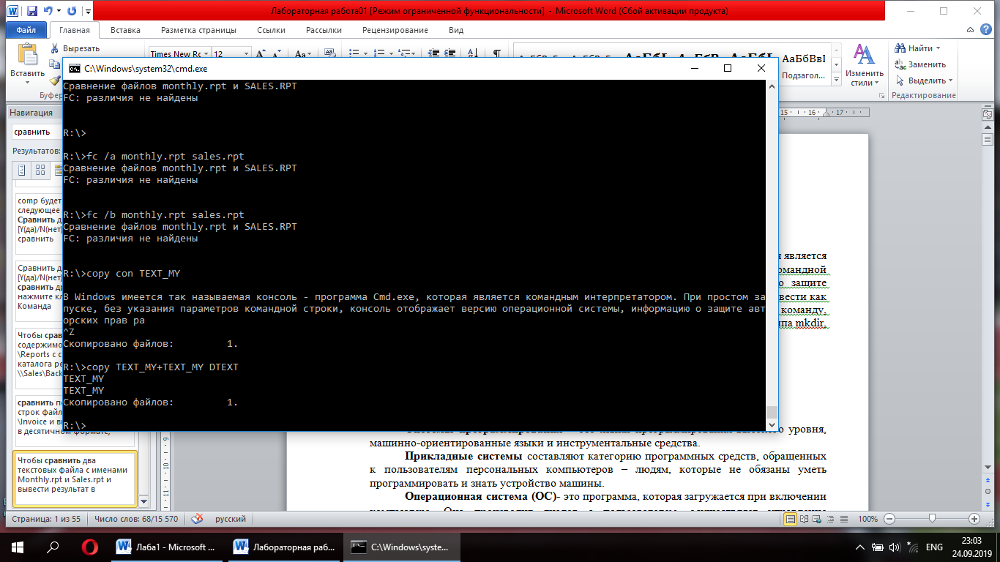 Лабораторная работа01 [Режим ограниченной функциональности] - Microsoft Word (Сбой активации продукта)
Файл Главная Вставка Разметка страницы Ссылки Рассылки Рецензирование Вид
Вставить
Вырезать
Буфер
Times New Ro 12
АаБбВвІ
Подзагол...
Изменить стили
Найти
Заменить
Выделить
Редактирование
Навигация
сравнить
Результатов:
comp будет
следующее
Сравнить д
[Y(да)/N(нет)
сравнить
Сравнить д
[Y(да)/N(нет)
сравнить др
нажмите кл
Команда
Чтобы срав
содержимо
\Reports с с
каталога ре
\\Sales\Back
сравнить п
строк файл
\Invoice и в
в десятичном формате,
Чтобы сравнить два
текстовых файла с именами
Monthly.rpt и Sales.rpt и
вывести результат в
C:\Windows\system32\cmd.exe
Сравнение файлов monthly.rpt и SALES.RPT
FC: различия не найдены
R:\>
R:\>fc /a monthly.rpt sales.rpt
Сравнение файлов monthly.rpt и SALES.RPT
FC: различия не найдены
R:\>fc /b monthly.rpt sales.rpt
Сравнение файлов monthly.rpt и SALES.RPT
FC: различия не найдены
R:\>copy con TEXT_MY
В Windows имеется так называемая консоль - программа Cmd.exe, которая является командным интерпретатором. При простом за
пуске, без указания параметров командной строки, консоль отображает версию операционной системы, информацию о защите авт
орских прав ра
^Z
Скопировано файлов: 1.
R:\>copy TEXT_MY+TEXT_MY DTEXT
TEXT_MY
TEXT_MY
Скопировано файлов: 1.
R:\>
15 16 17
я является
командной
о защите
вести как
команду,
ипа mkdir,
уровня,
машинно-ориентированные языки и инструментальные средства.
Прикладные системы составляют категорию программных средств, обращенных
к пользователям персональных компьютеров – людям, которые не обязаны уметь
программировать и знать устройство машины.
Операционная система (ОС)- это программа, которая загружается при включении
9 10 11
Страница: 1 из 55 Число слов: 68/15 570 русский 100%
Лаба1 - Microsoft ...
Лабораторная раб...
C:\Windows\syste...
ENG
23:03
24.09.2019